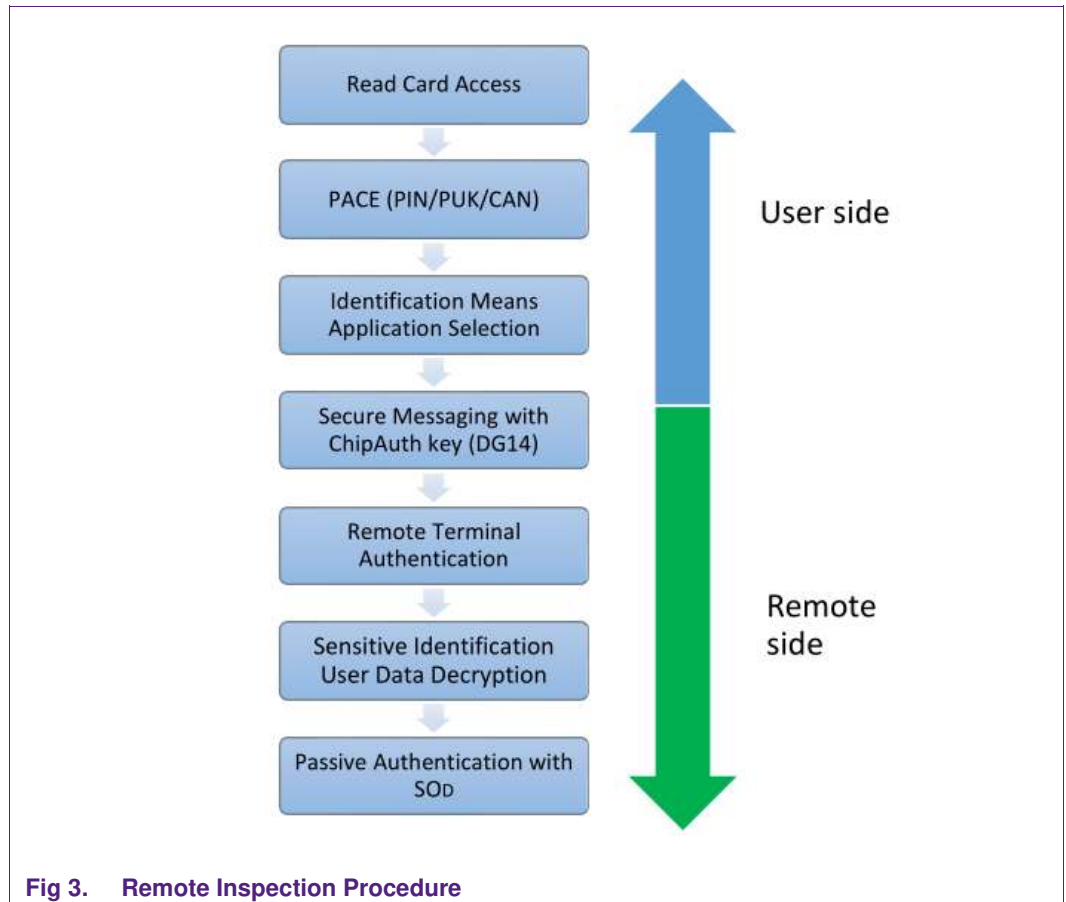 Read Card Access
PACE (PIN/PUK/CAN)
Identification Means
Application Selection
Secure Messaging with
ChipAuth key (DG14)
Remote Terminal
Authentication
Sensitive Identification
User Data Decryption
Passive Authentication with
SOD
User side
Remote
side
Fig 3. Remote Inspection Procedure